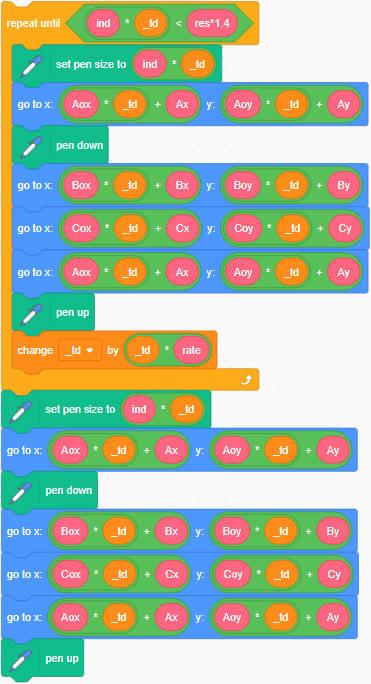 repeat until ind * _td < res*1.4
set pen size to ind * _td
go to x: Aox * _td + Ax y: Aoy * _td + Ay
pen down
go to x: Box * _td + Bx y: Boy * _td + By
go to x: Cox * _td + Cx y: Coy * _td + Cy
go to x: Aox * _td + Ax y: Aoy * _td + Ay
pen up
change _td by _td * rate
set pen size to ind * _td
go to x: Aox * _td + Ax y: Aoy * _td + Ay
pen down
go to x: Box * _td + Bx y: Boy * _td + By
go to x: Cox * _td + Cx y: Coy * _td + Cy
go to x: Aox * _td + Ax y: Aoy * _td + Ay
pen up